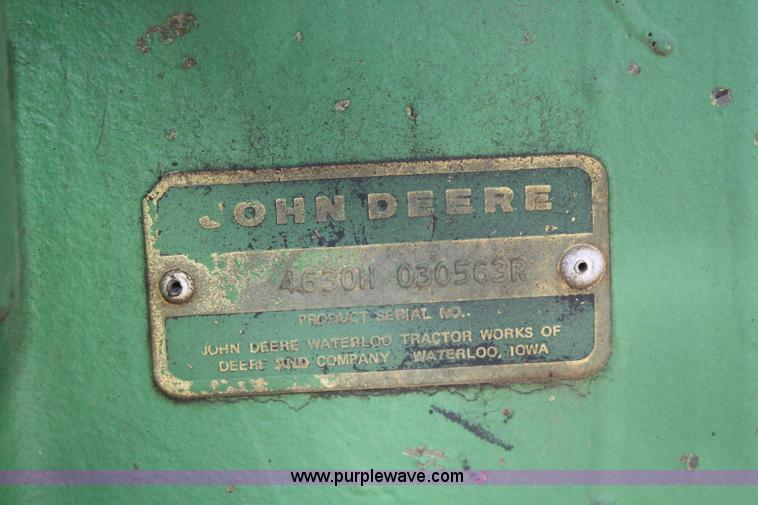 JOHN DEERE
4630H 030563R
PRODUCT SERIAL NO..
JOHN DEERE WATERLOO TRACTOR WORKS OF
DEERE AND COMPANY WATERLOO, IOWA
www.purplewave.com